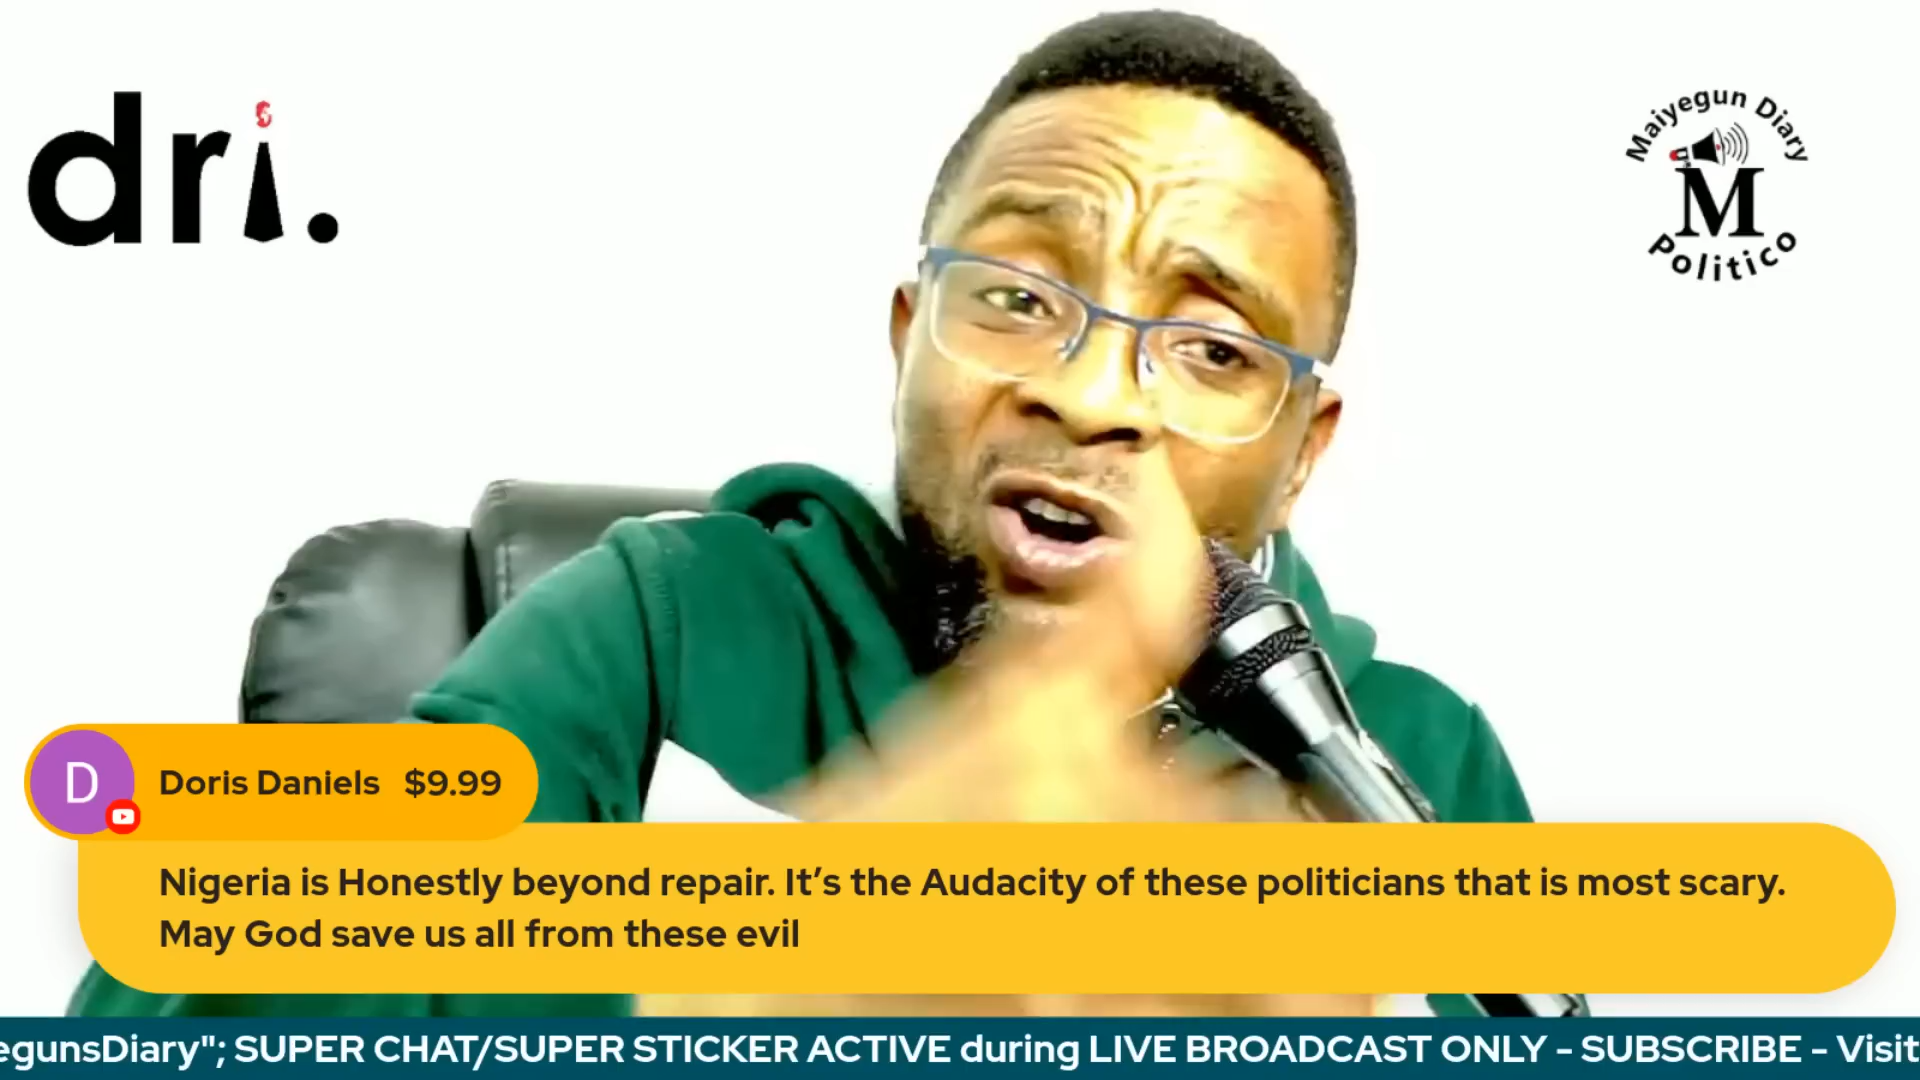 dri.
Maiyegun Diary
M
Politico
D
Doris Daniels $9.99
Nigeria is Honestly beyond repair. It’s the Audacity of these politicians that is most scary.
May God save us all from these evil
egunsDiary"; SUPER CHAT/SUPER STICKER ACTIVE during LIVE BROADCAST ONLY - SUBSCRIBE - Visit